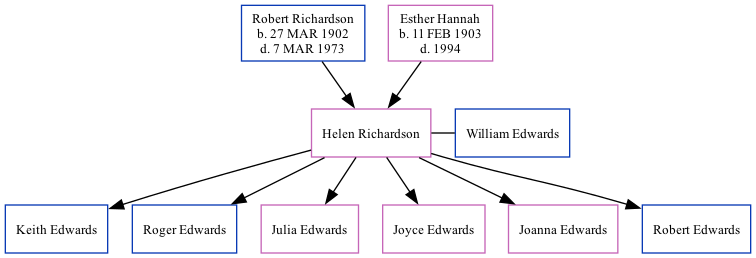 Robert Richardson
b. 27 MAR 1902
d. 7 MAR 1973
Esther Hannah
b. 11 FEB 1903
d. 1994
Helen Richardson
William Edwards
Keith Edwards
Roger Edwards
Julia Edwards
Joyce Edwards
Joanna Edwards
Robert Edwards